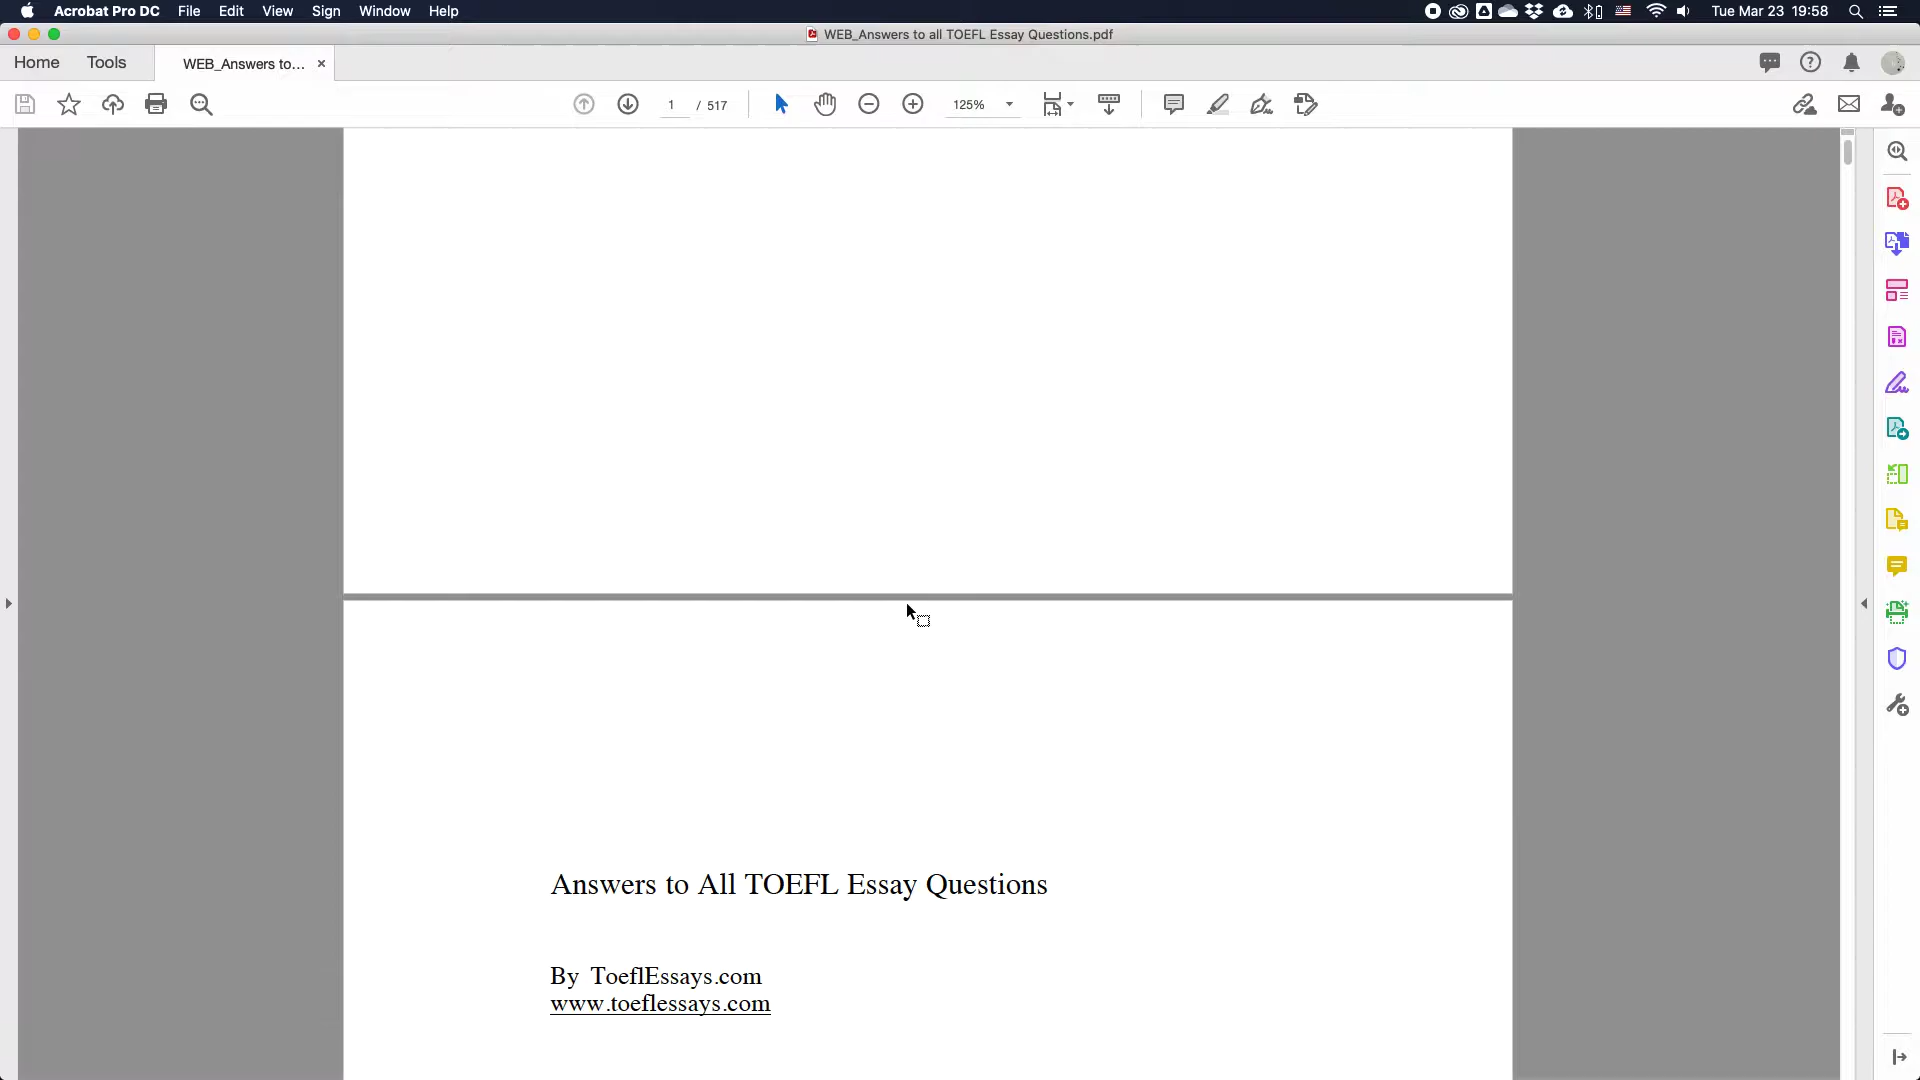 Acrobat Pro DC File Edit View Sign Window Help Tue Mar 23 19:58
WEB_Answers to all TOEFL Essay Questions.pdf
Home Tools WEB_Answers to...
1 / 517 125%
Answers to All TOEFL Essay Questions
By ToeflEssays.com
www.toeflessays.com